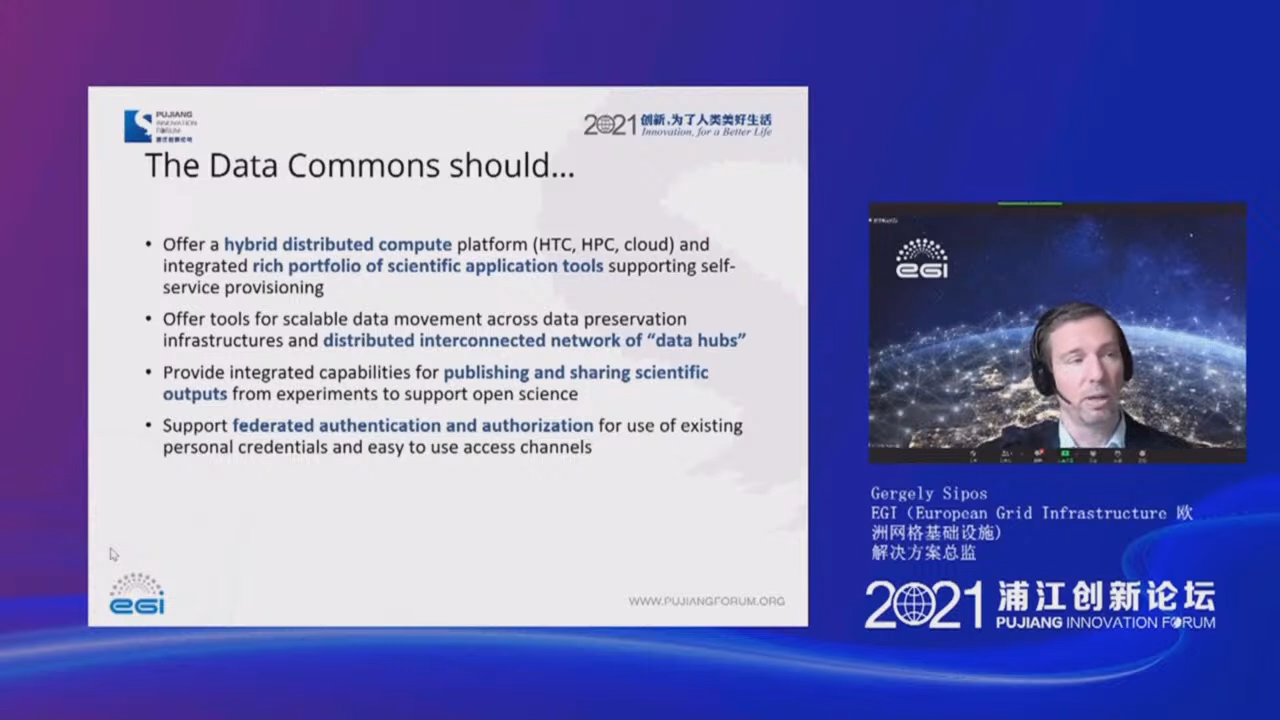 PUJIANG
INNOVATION
FORUM
浦江创新论坛
2021 创新,为了人类美好生活
Innovation, for a Better Life
The Data Commons should...
• Offer a hybrid distributed compute platform (HTC, HPC, cloud) and
integrated rich portfolio of scientific application tools supporting self-
service provisioning
• Offer tools for scalable data movement across data preservation
infrastructures and distributed interconnected network of “data hubs”
• Provide integrated capabilities for publishing and sharing scientific
outputs from experiments to support open science
• Support federated authentication and authorization for use of existing
personal credentials and easy to use access channels
egi
WWW.PUJIANGFORUM.ORG
egi
Gergely Sipos
EGI（European Grid Infrastructure 欧
洲网格基础设施）
解决方案总监
2021 浦江创新论坛
PUJIANG INNOVATION FORUM